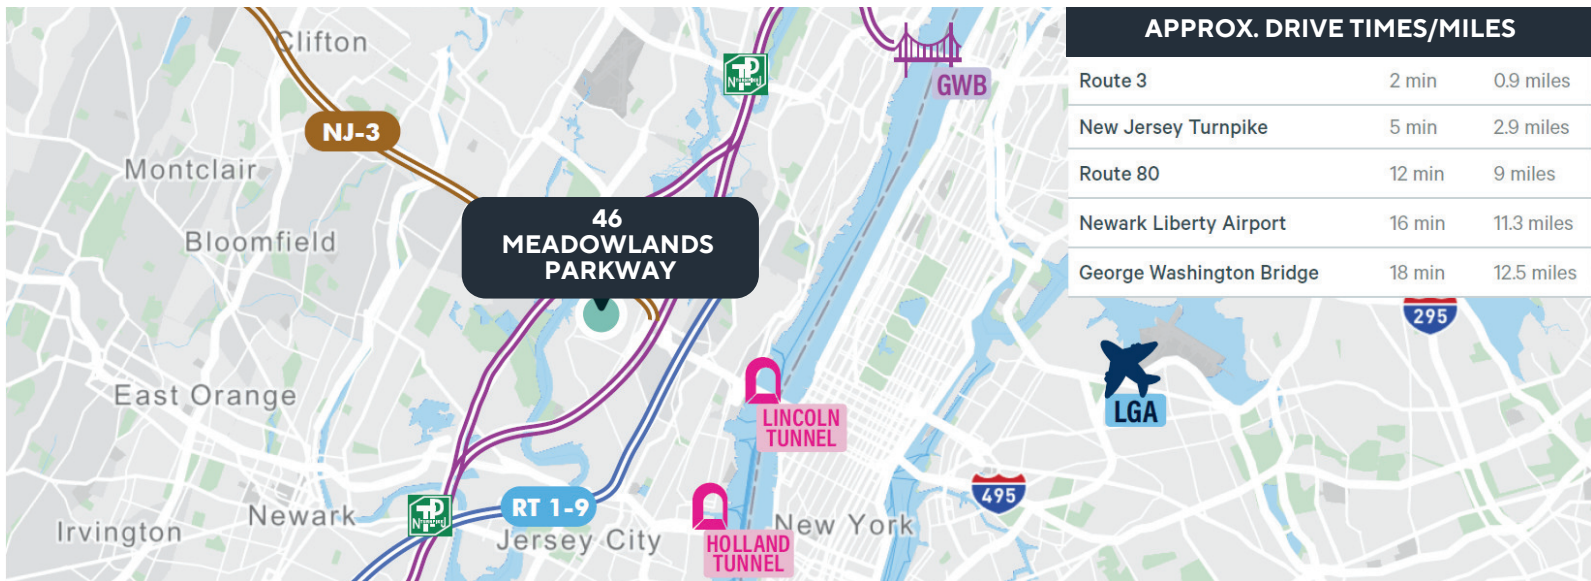 Clifton
NJ-3
Montclair
Bloomfield
46
MEADOWLANDS
PARKWAY
East Orange
Irvington
Newark
RT 1-9
Jersey City
TP
N J
TP
N J
GWB
LINCOLN
TUNNEL
HOLLAND
TUNNEL
New York
495
LGA
295
APPROX. DRIVE TIMES/MILES
Route 3 2 min 0.9 miles
New Jersey Turnpike 5 min 2.9 miles
Route 80 12 min 9 miles
Newark Liberty Airport 16 min 11.3 miles
George Washington Bridge 18 min 12.5 miles